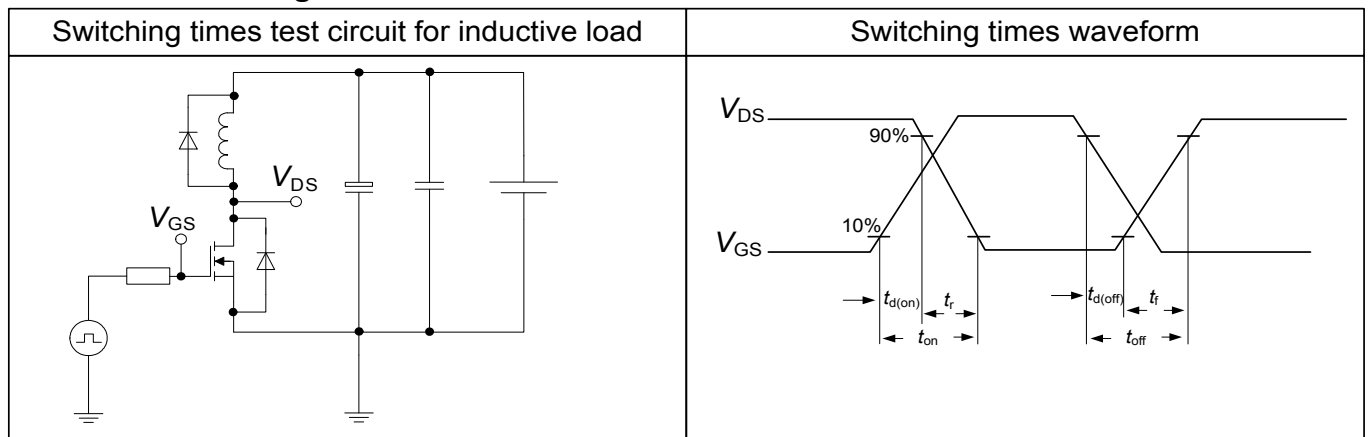 Switching times test circuit for inductive load
Switching times waveform
VDS
VGS
VDS
90%
10%
VGS
td(on)
tr
td(off)
tf
ton
toff